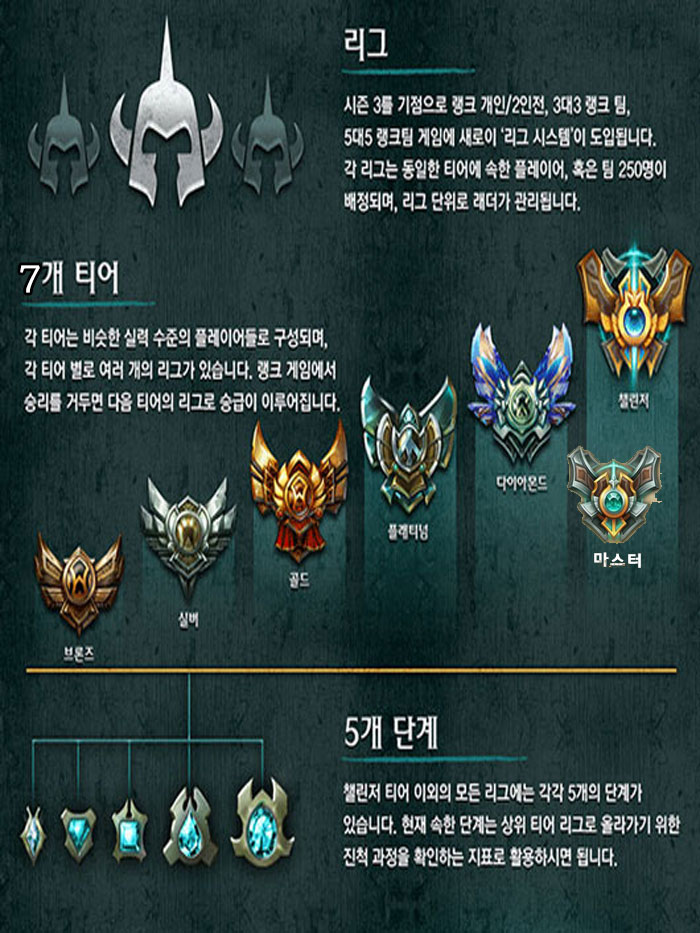 리그
시즌 3를 기점으로 랭크 개인/2인전, 3대3 랭크 팀,
5대5 랭크팀 게임에 새로이 '리그 시스템'이 도입됩니다.
각 리그는 동일한 티어에 속한 플레이어, 혹은 팀 250명이
배정되며, 리그 단위로 래더가 관리됩니다.
7개 티어
각 티어는 비슷한 실력 수준의 플레이어들로 구성되며,
각 티어 별로 여러 개의 리그가 있습니다. 랭크 게임에서
승리를 거두면 다음 티어의 리그로 승급이 이루어집니다.
챌린저
다이아몬드
플래티넘
마스터
골드
실버
브론즈
5개 단계
챌린저 티어 이외의 모든 리그에는 각각 5개의 단계가
있습니다. 현재 속한 단계는 상위 티어 리그로 올라가기 위한
진척 과정을 확인하는 지표로 활용하시면 됩니다.